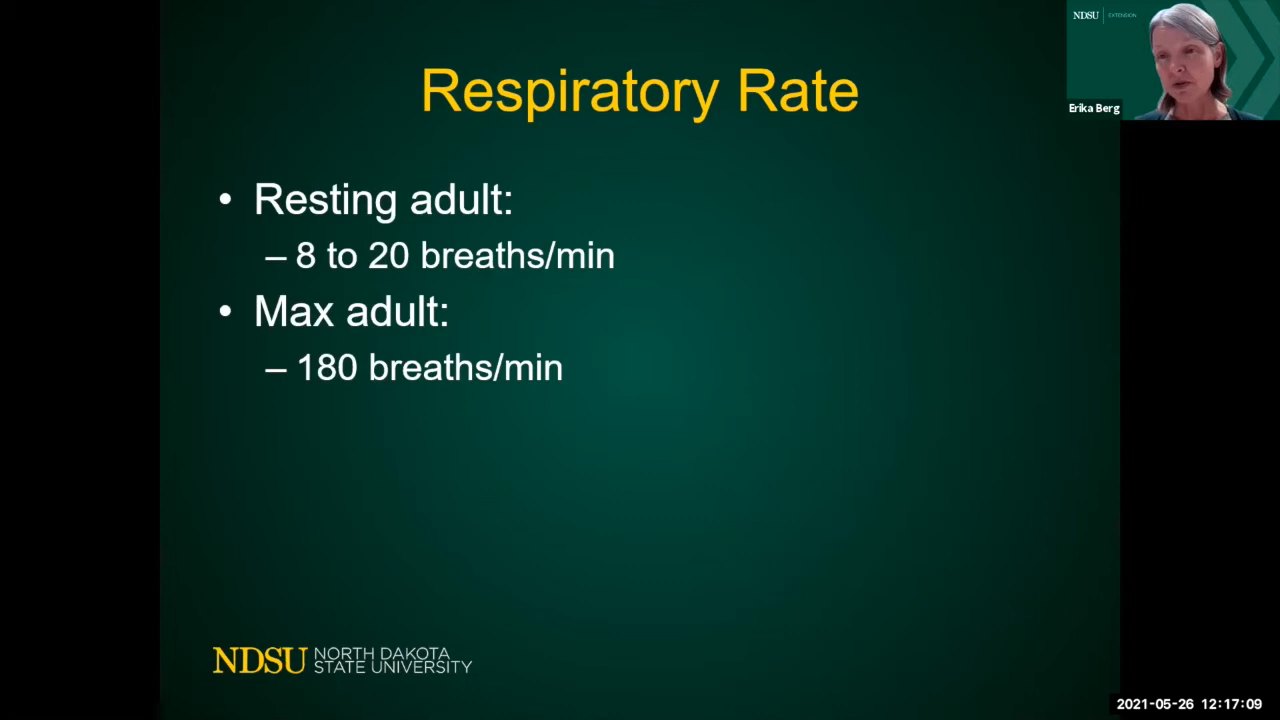 NDSU EXTENSION
Erika Berg
Respiratory Rate
• Resting adult:
– 8 to 20 breaths/min
• Max adult:
– 180 breaths/min
NDSU NORTH DAKOTA
STATE UNIVERSITY
2021-05-26 12:17:09